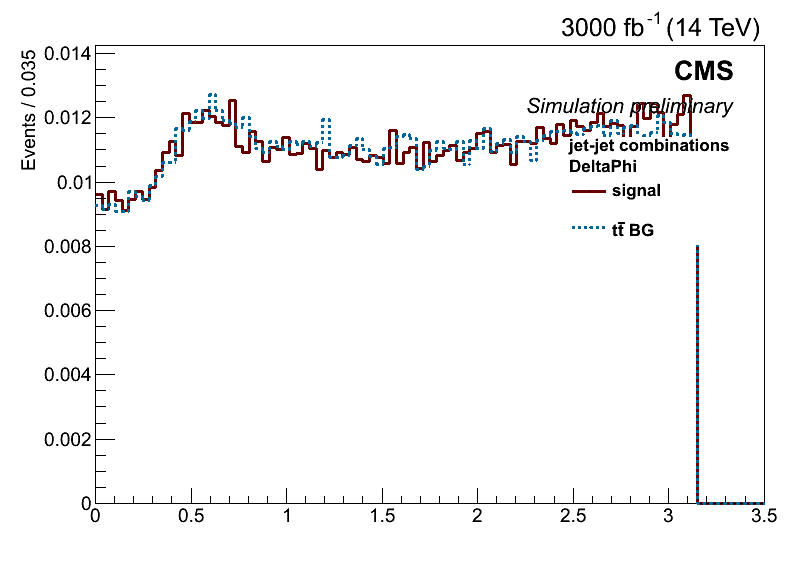 3000 fb⁻¹ (14 TeV)
Events / 0.035
0.014
0.012
0.01
0.008
0.006
0.004
0.002
0
CMS
Simulation preliminary
jet-jet combinations
DeltaPhi
signal
tt̄ BG
0 0.5 1 1.5 2 2.5 3 3.5